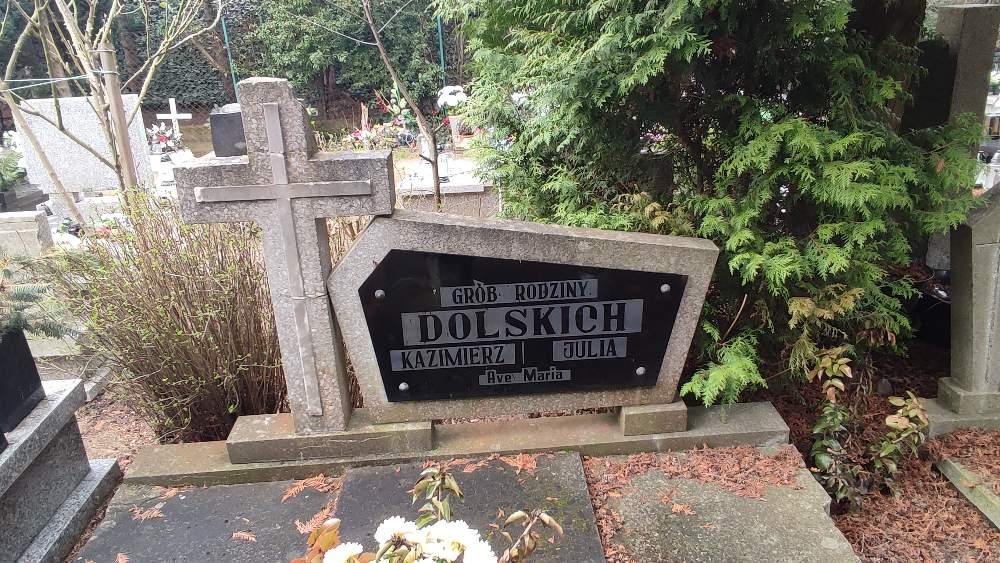 GRÓB RODZINY
DOLSKICH
KAZIMIERZ JULIA
Ave Maria